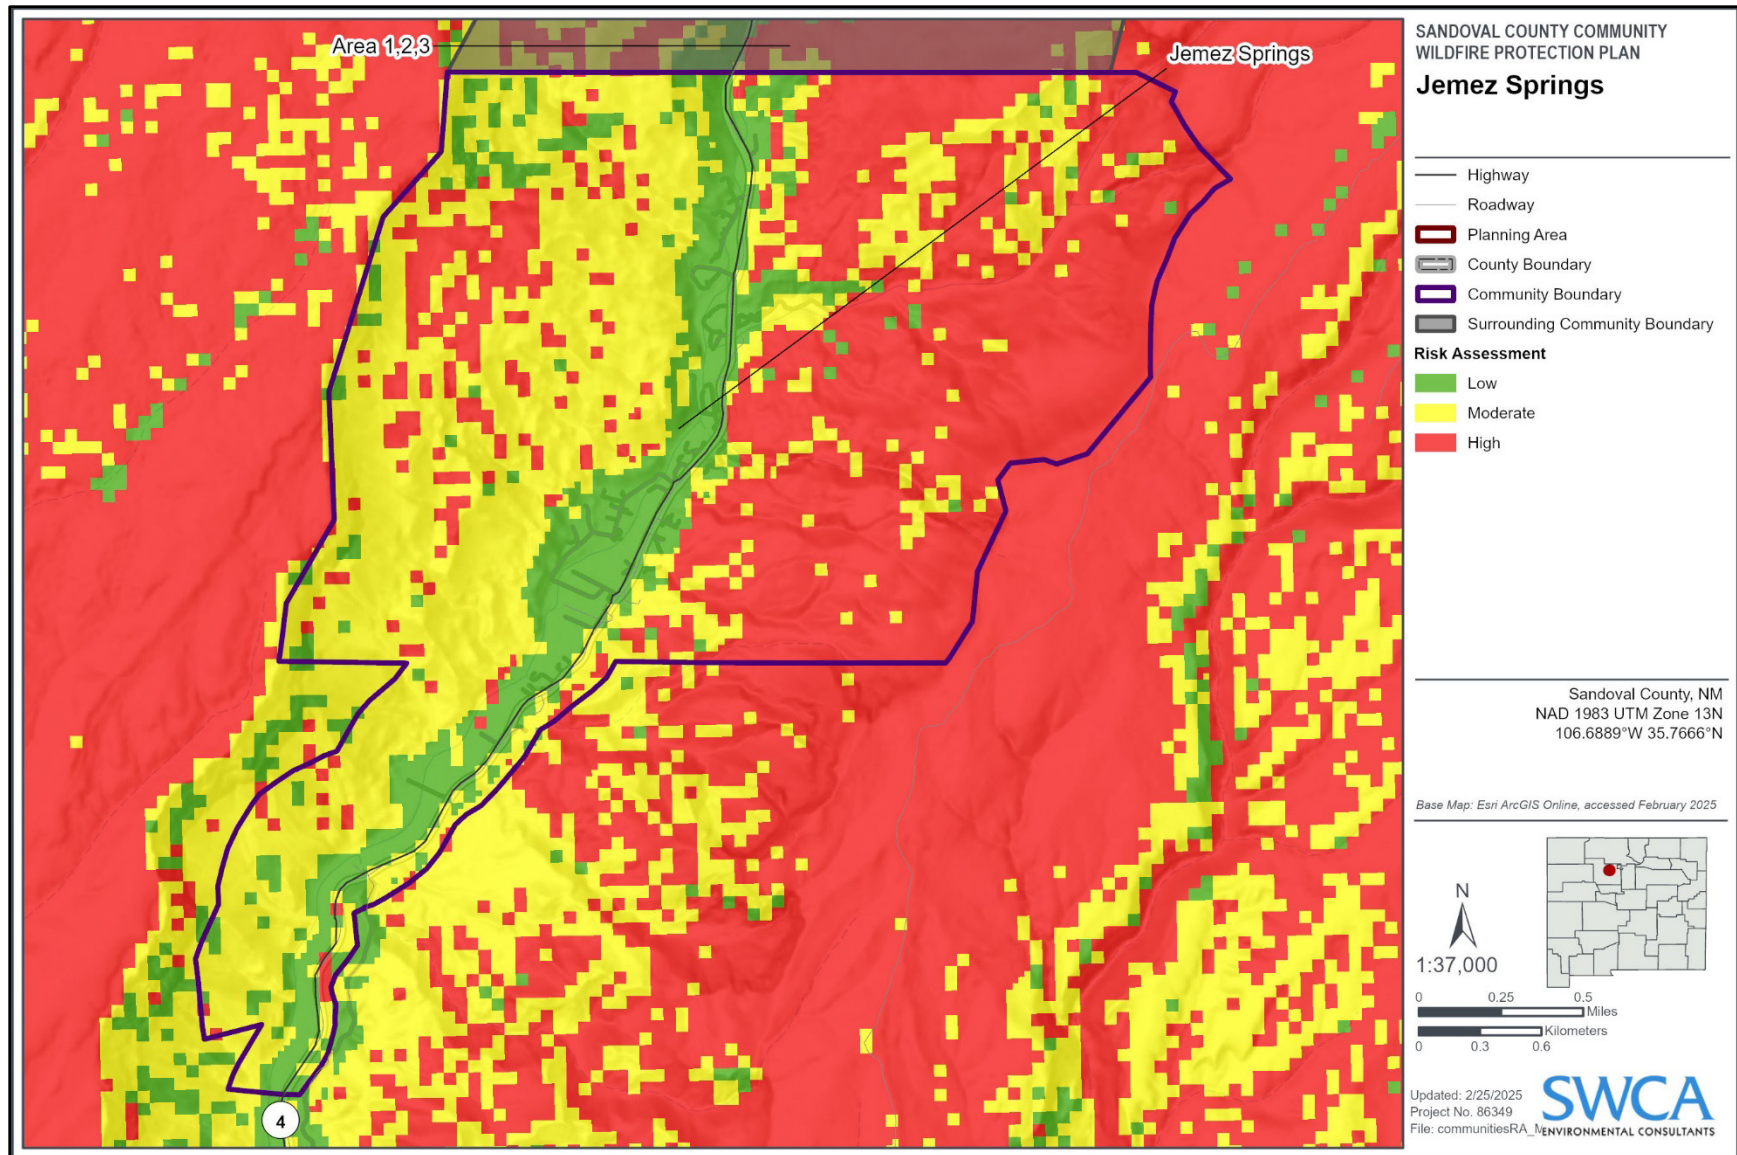 Area 1,2,3
Jemez Springs
4
SANDOVAL COUNTY COMMUNITY
WILDFIRE PROTECTION PLAN
Jemez Springs
Highway
Roadway
Planning Area
County Boundary
Community Boundary
Surrounding Community Boundary
Risk Assessment
Low
Moderate
High
Sandoval County, NM
NAD 1983 UTM Zone 13N
106.6889°W 35.7666°N
Base Map: Esri ArcGIS Online, accessed February 2025
N
1:37,000
0 0.25 0.5
Miles
Kilometers
0 0.3 0.6
Updated: 2/25/2025
Project No. 86349
File: communitiesRA_M
SWCA
ENVIRONMENTAL CONSULTANTS